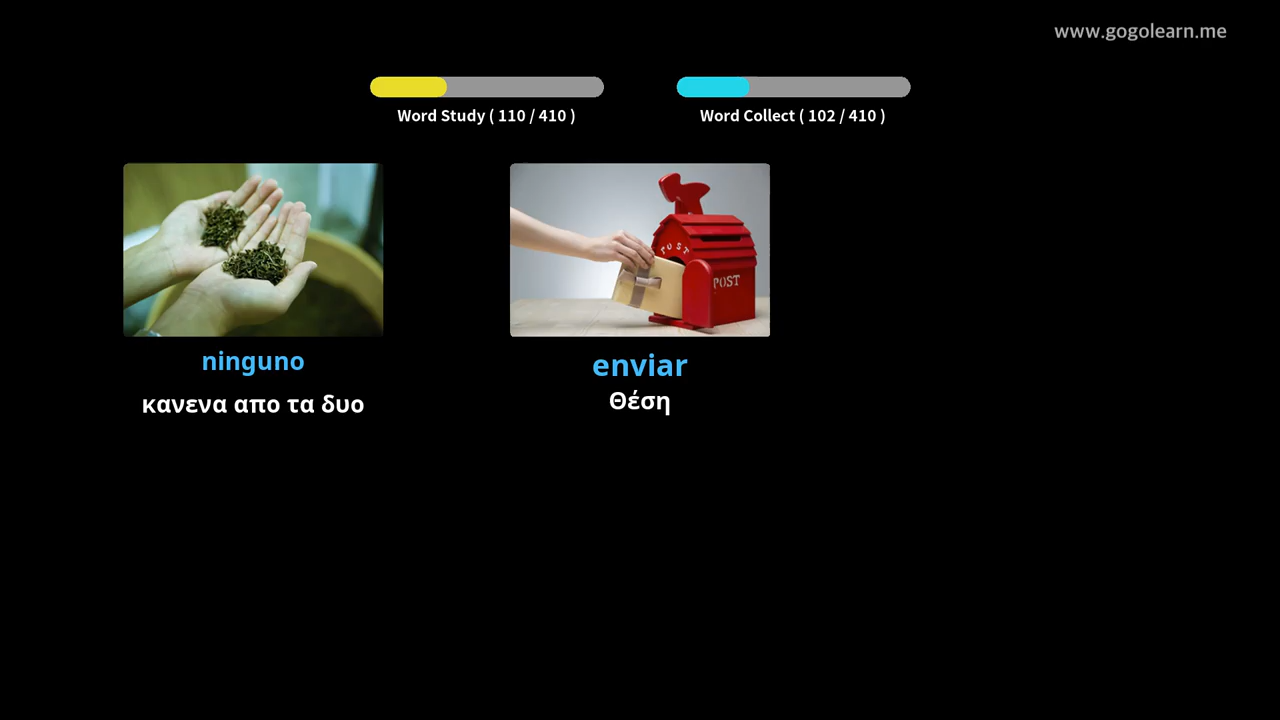 www.gogolearn.me
Word Study ( 110 / 410 )
Word Collect ( 102 / 410 )
POST
POST
ninguno
κανενα απο τα δυο
enviar
Θέση